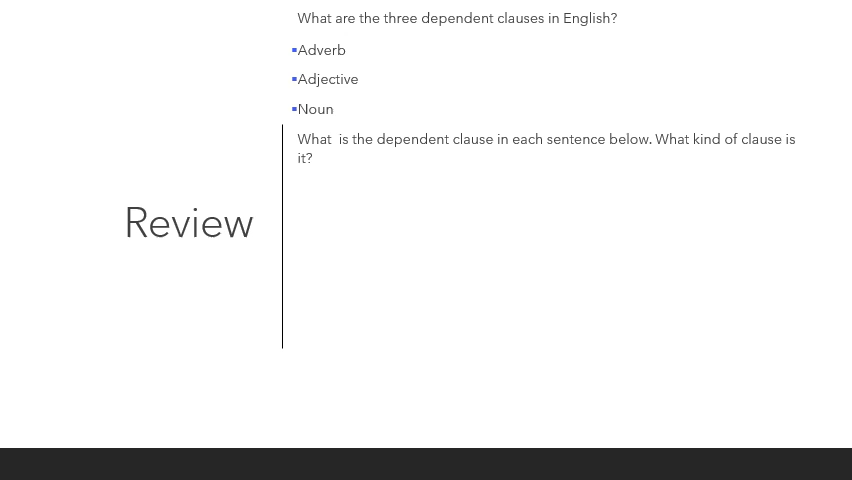 What are the three dependent clauses in English?
▪Adverb
▪Adjective
▪Noun
What  is the dependent clause in each sentence below. What kind of clause is
it?
Review